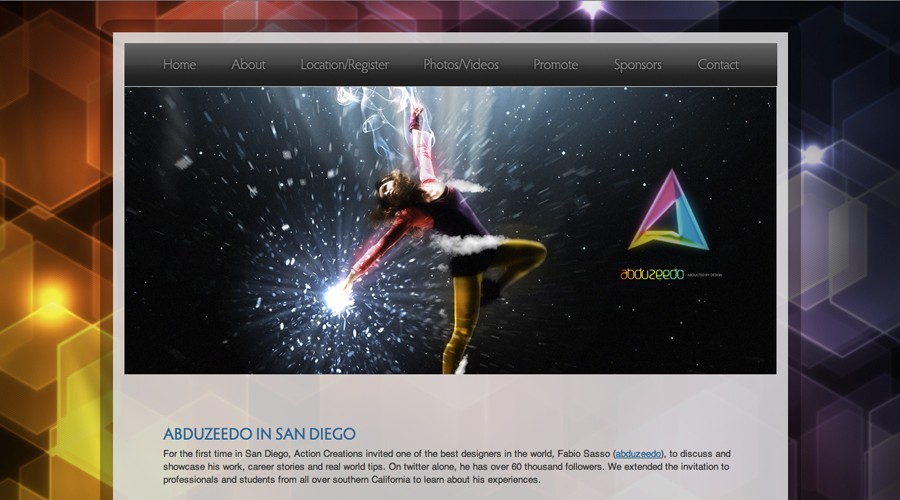 Home About Location/Register Photos/Videos Promote Sponsors Contact
abduzeedo ABDUCTED BY DESIGN
ABDUZEEDO IN SAN DIEGO
For the first time in San Diego, Action Creations invited one of the best designers in the world, Fabio Sasso (abduzeedo), to discuss and
showcase his work, career stories and real world tips. On twitter alone, he has over 60 thousand followers. We extended the invitation to
professionals and students from all over southern California to learn about his experiences.